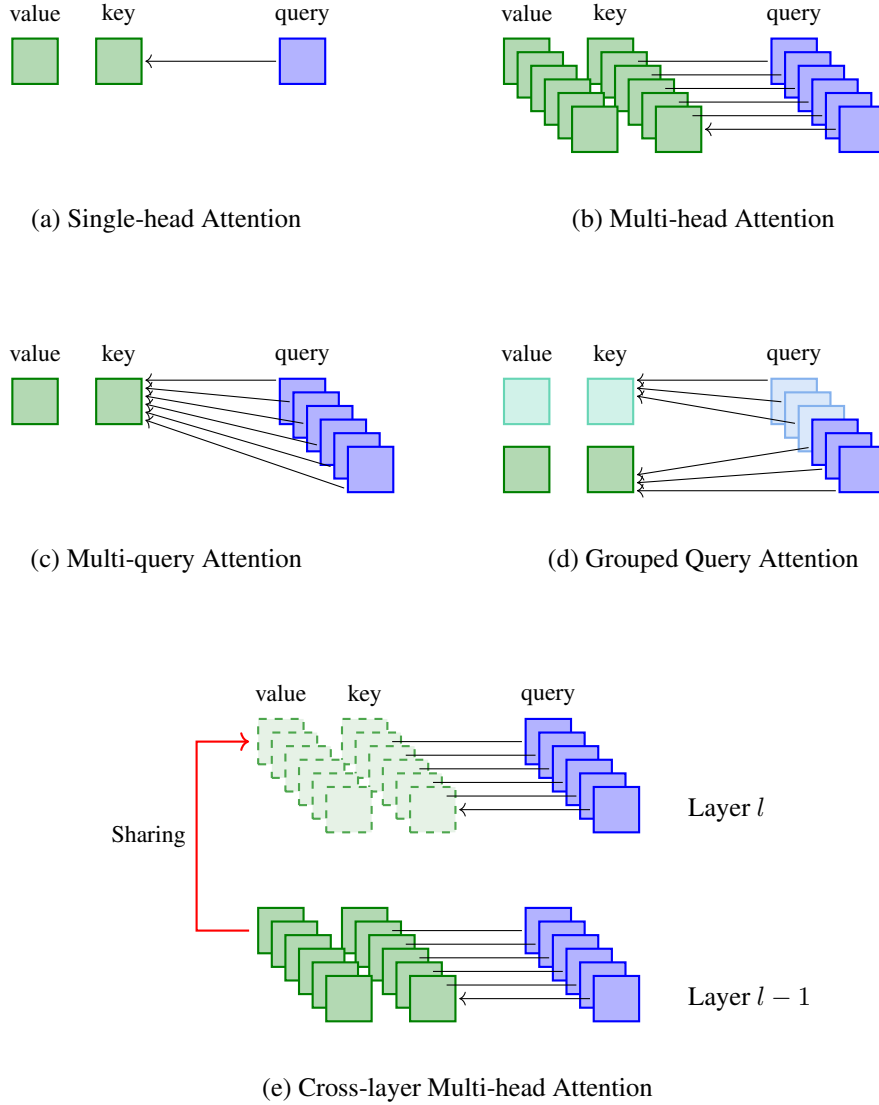 value key query
value key query
(a) Single-head Attention
(b) Multi-head Attention
value key query
value key query
(c) Multi-query Attention
(d) Grouped Query Attention
value key query
Layer l
Sharing
Layer l − 1
(e) Cross-layer Multi-head Attention